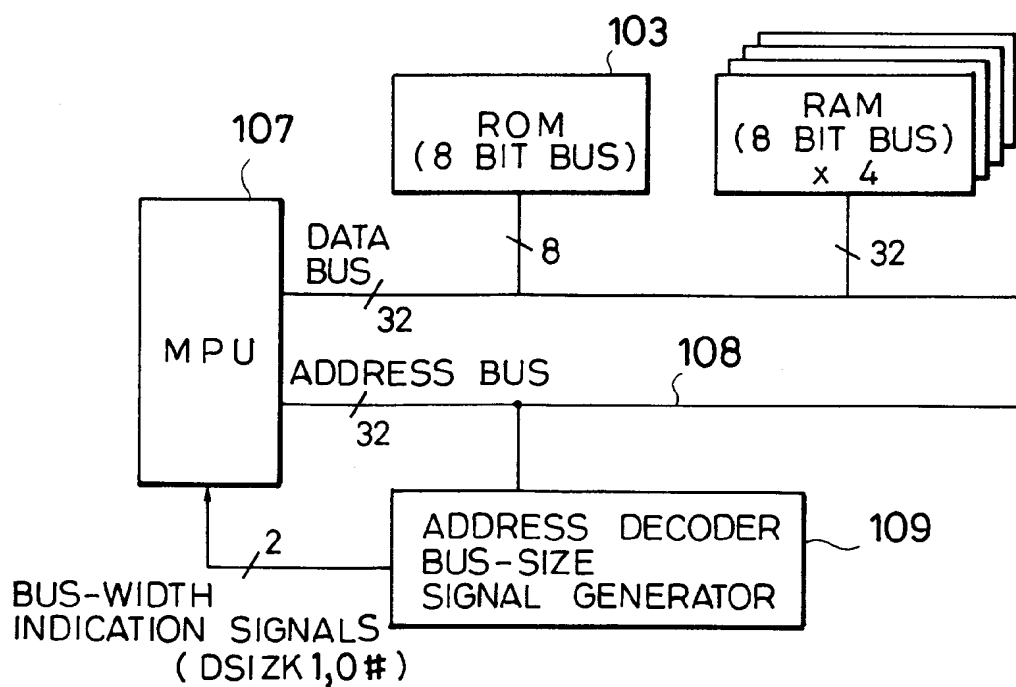 103
ROM
(8 BIT BUS)
RAM
(8 BIT BUS)
x 4
107
8
32
DATA
BUS
32
MPU
ADDRESS BUS
32
108
ADDRESS DECODER
BUS-SIZE
SIGNAL GENERATOR
109
2
BUS-WIDTH
INDICATION SIGNALS
(DSIZK1,0#)